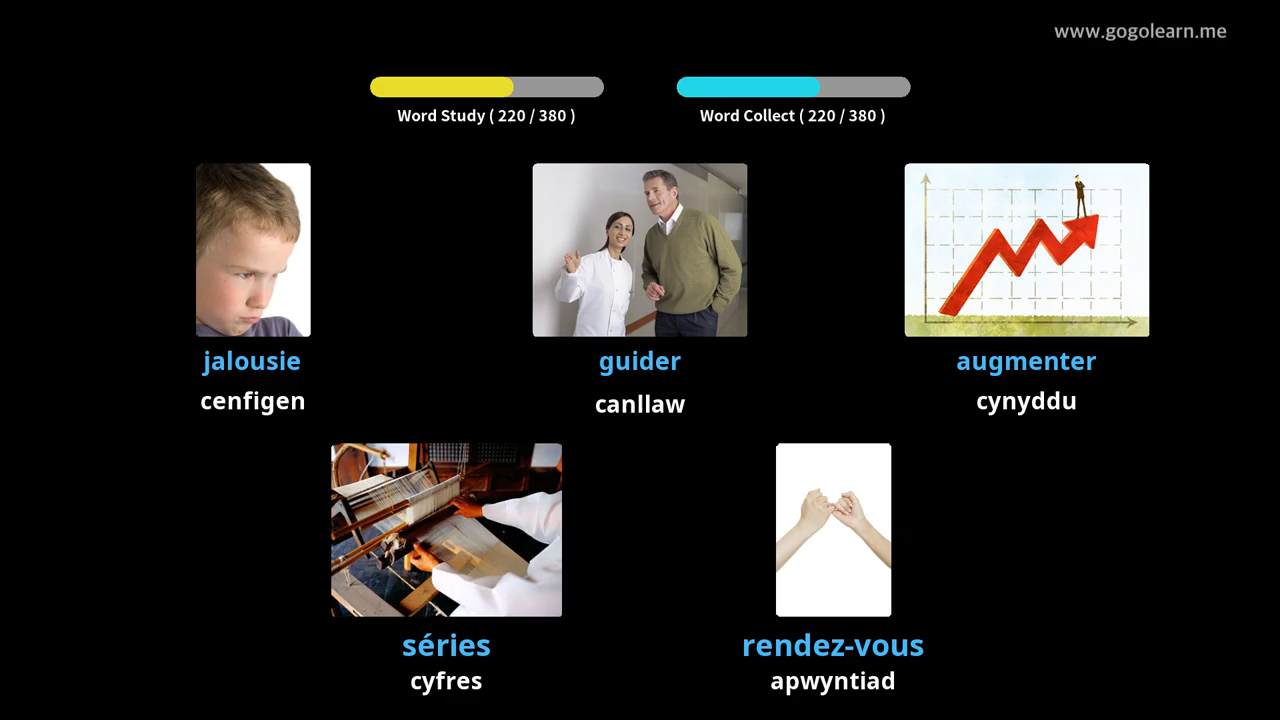 www.gogolearn.me
Word Study ( 220 / 380 )
Word Collect ( 220 / 380 )
jalousie
guider
augmenter
cenfigen
canllaw
cynyddu
séries
rendez-vous
cyfres
apwyntiad